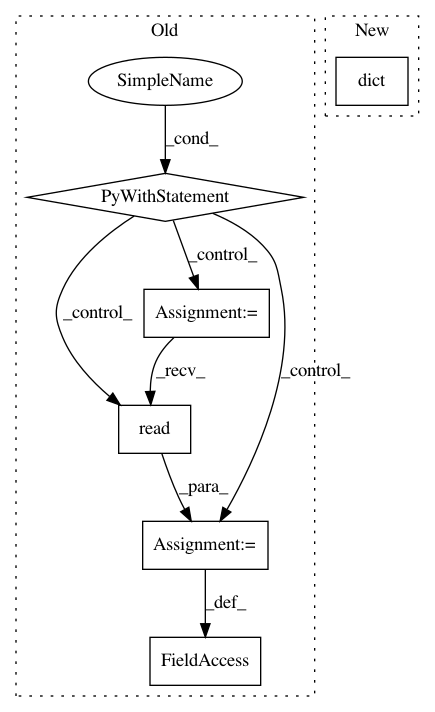 Old
New
SimpleName
dict
_cond_
PyWithStatement
_control_
_control_
Assignment:=
_control_
_recv_
read
_para_
Assignment:=
_def_
FieldAccess